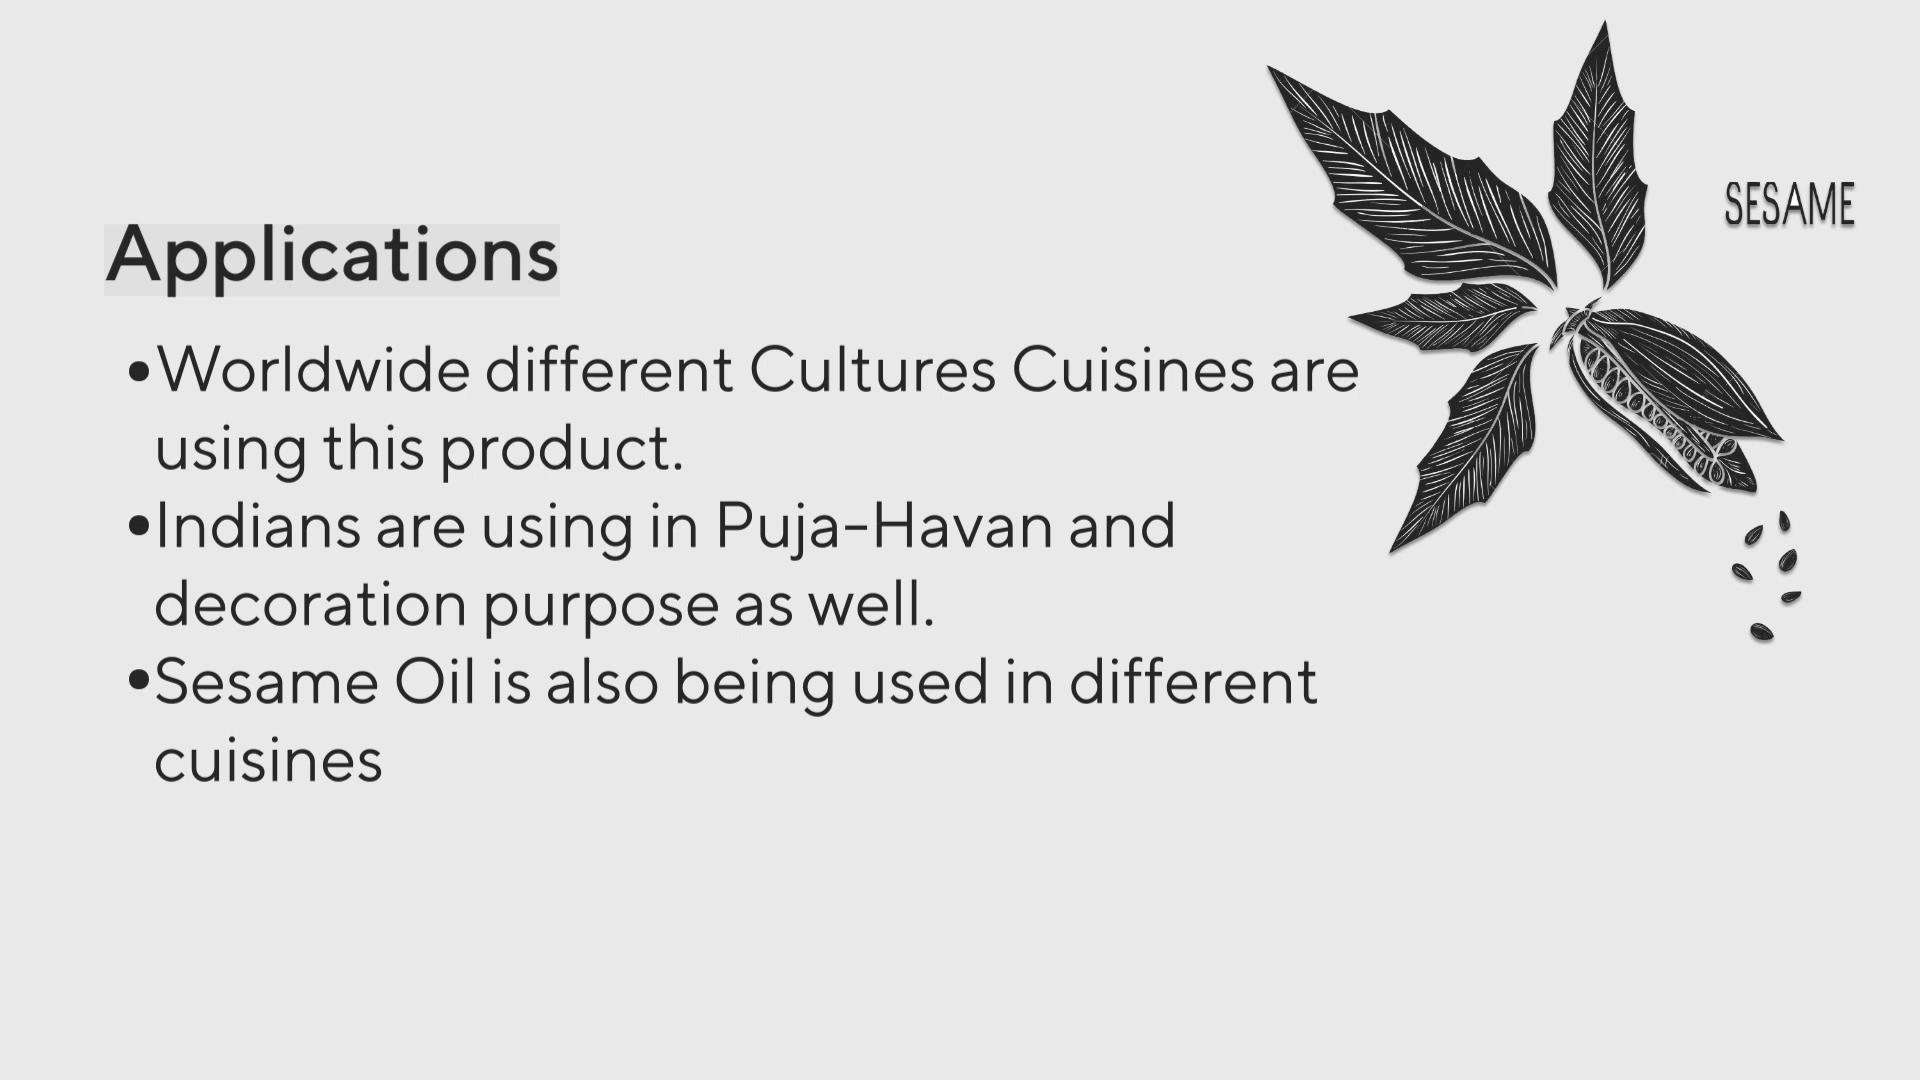 SESAME
Applications
•Worldwide different Cultures Cuisines are
using this product.
•Indians are using in Puja-Havan and
decoration purpose as well.
•Sesame Oil is also being used in different
cuisines